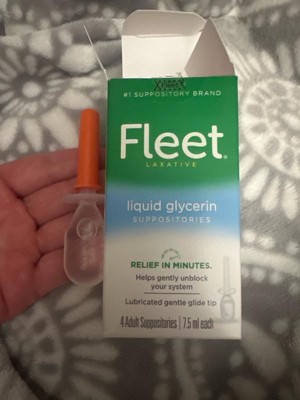 #1 SUPPOSITORY BRAND
Fleet®
LAXATIVE
liquid glycerin
SUPPOSITORIES
RELIEF IN MINUTES.
Helps gently unblock
your system
Lubricated gentle glide tip
4 Adult Suppositories | 7.5 ml each